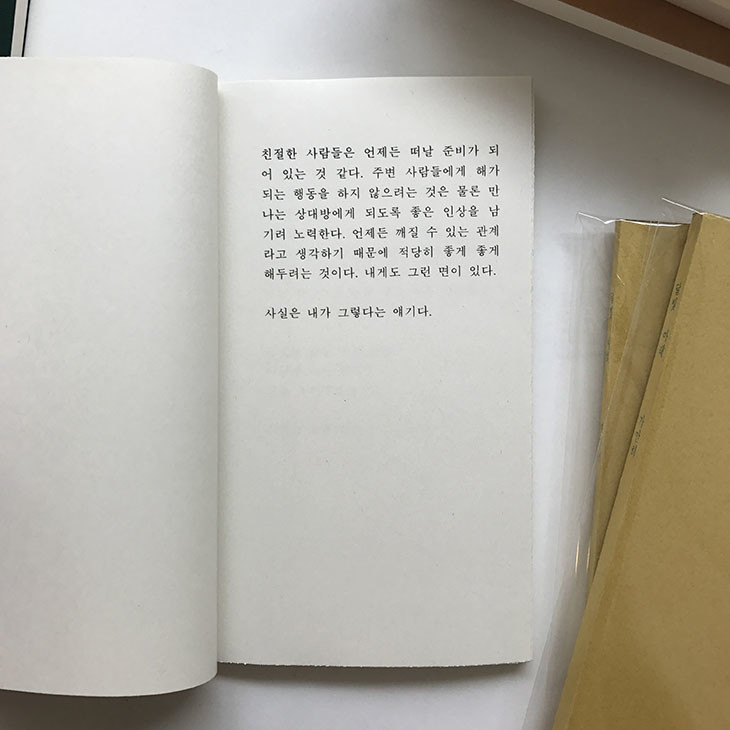 친절한 사람들은 언제든 떠날 준비가 되
어 있는 것 같다. 주변 사람들에게 해가
되는 행동을 하지 않으려는 것은 물론 만
나는 상대방에게 되도록 좋은 인상을 남
기려 노력한다. 언제든 깨질 수 있는 관계
라고 생각하기 때문에 적당히 좋게 좋게
해두려는 것이다. 내게도 그런 면이 있다.
사실은 내가 그렇다는 얘기다.